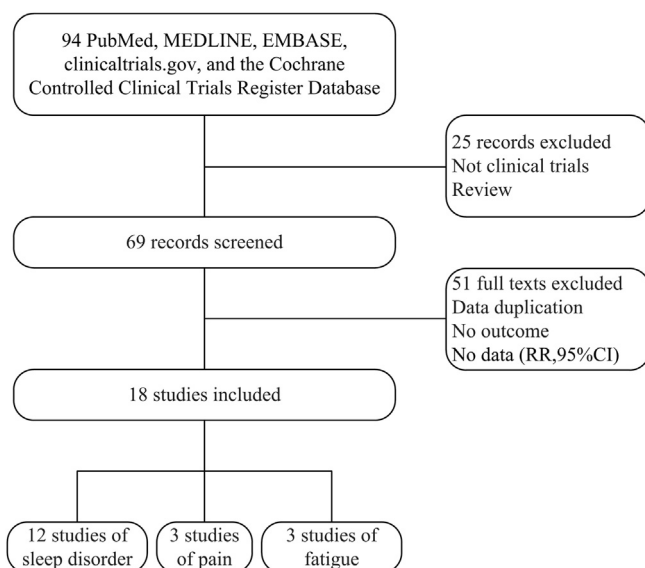 94 PubMed, MEDLINE, EMBASE,
clinicaltrials.gov, and the Cochrane
Controlled Clinical Trials Register Database
25 records excluded
Not clinical trials
Review
69 records screened
51 full texts excluded
Data duplication
No outcome
No data (RR,95%CI)
18 studies included
12 studies of
sleep disorder
3 studies
of pain
3 studies of
fatigue